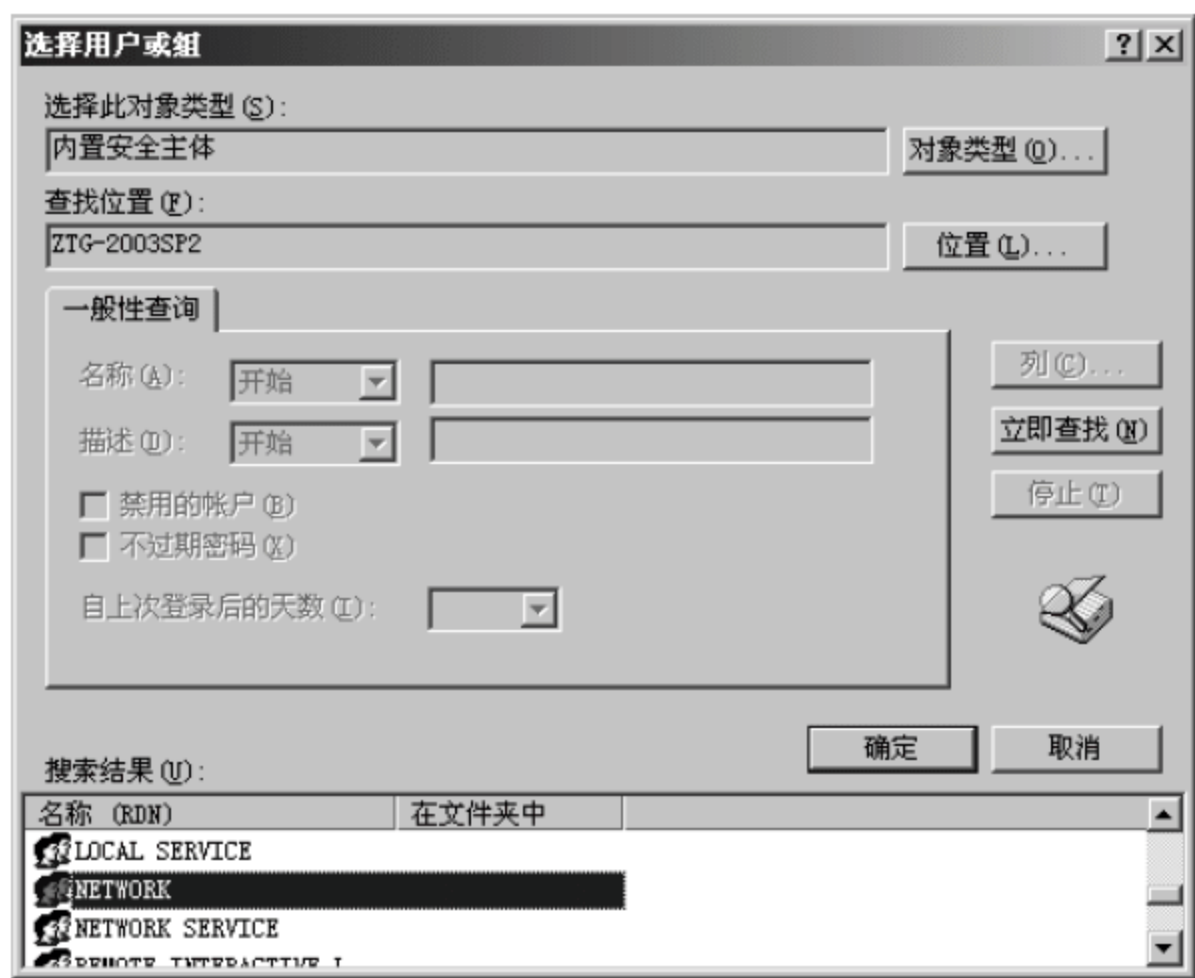 选择用户或组
选择此对象类型(S):
内置安全主体
对象类型(O)...
查找位置(F):
ZTG-2003SP2
位置(L)...
一般性查询
名称(A): 开始
列(C)...
描述(D): 开始
立即查找(N)
禁用的帐户(B)
停止(T)
不过期密码(X)
自上次登录后的天数(I):
确定 取消
搜索结果(U):
名称 (RDN) 在文件夹中
LOCAL SERVICE
NETWORK
NETWORK SERVICE
REMOTE INTERACTIVE L